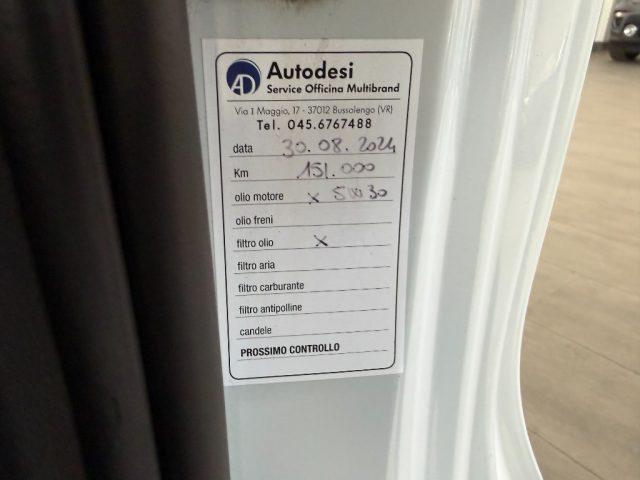 AD Autodesi
Service Officina Multibrand
Via 1 Maggio, 17 - 37012 Bussolengo (VR)
Tel. 045.6767488
data 30.08.2024
Km 151.000
olio motore x 5W30
olio freni
filtro olio x
filtro aria
filtro carburante
filtro antipolline
candele
PROSSIMO CONTROLLO